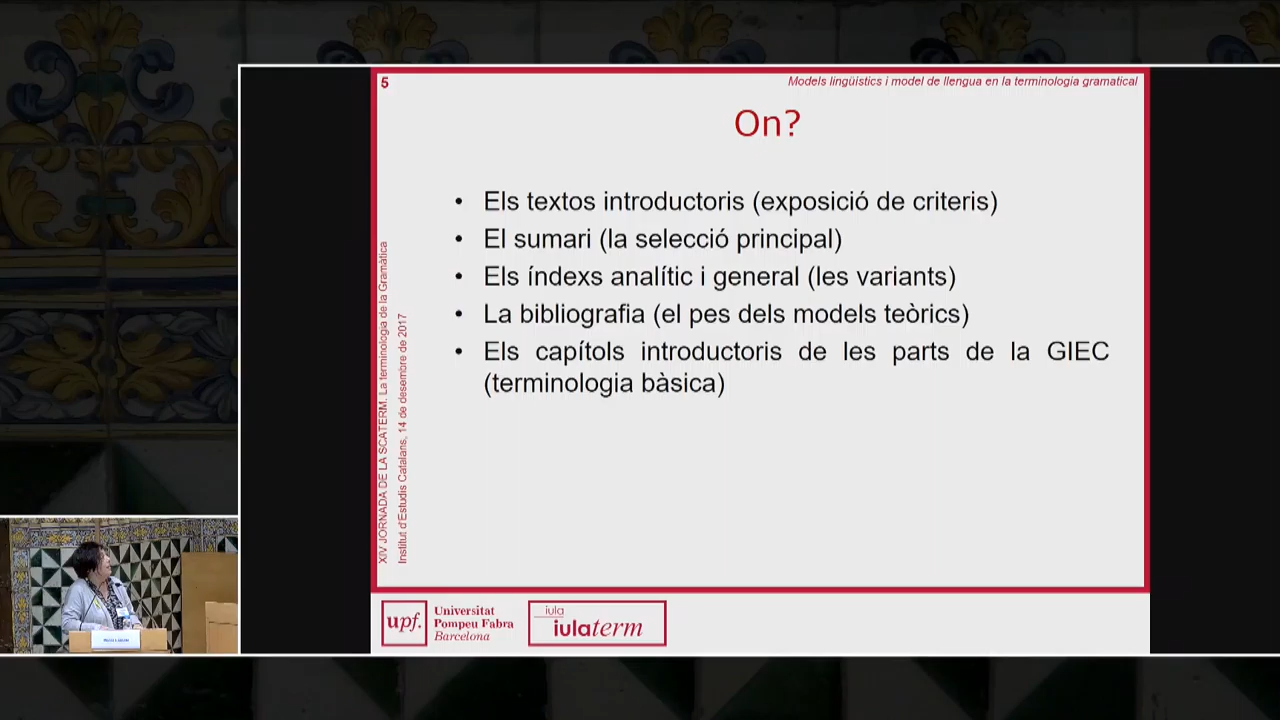 5
Models lingüístics i model de llengua en la terminologia gramatical
On?
• Els textos introductoris (exposició de criteris)
• El sumari (la selecció principal)
• Els índexs analític i general (les variants)
• La bibliografia (el pes dels models teòrics)
• Els capítols introductoris de les parts de la GIEC
(terminologia bàsica)
XIV JORNADA DE LA SCATERM. La terminologia de la Gramàtica
Institut d'Estudis Catalans, 14 de desembre de 2017
upf.
Universitat
Pompeu Fabra
Barcelona
iula
iulaterm